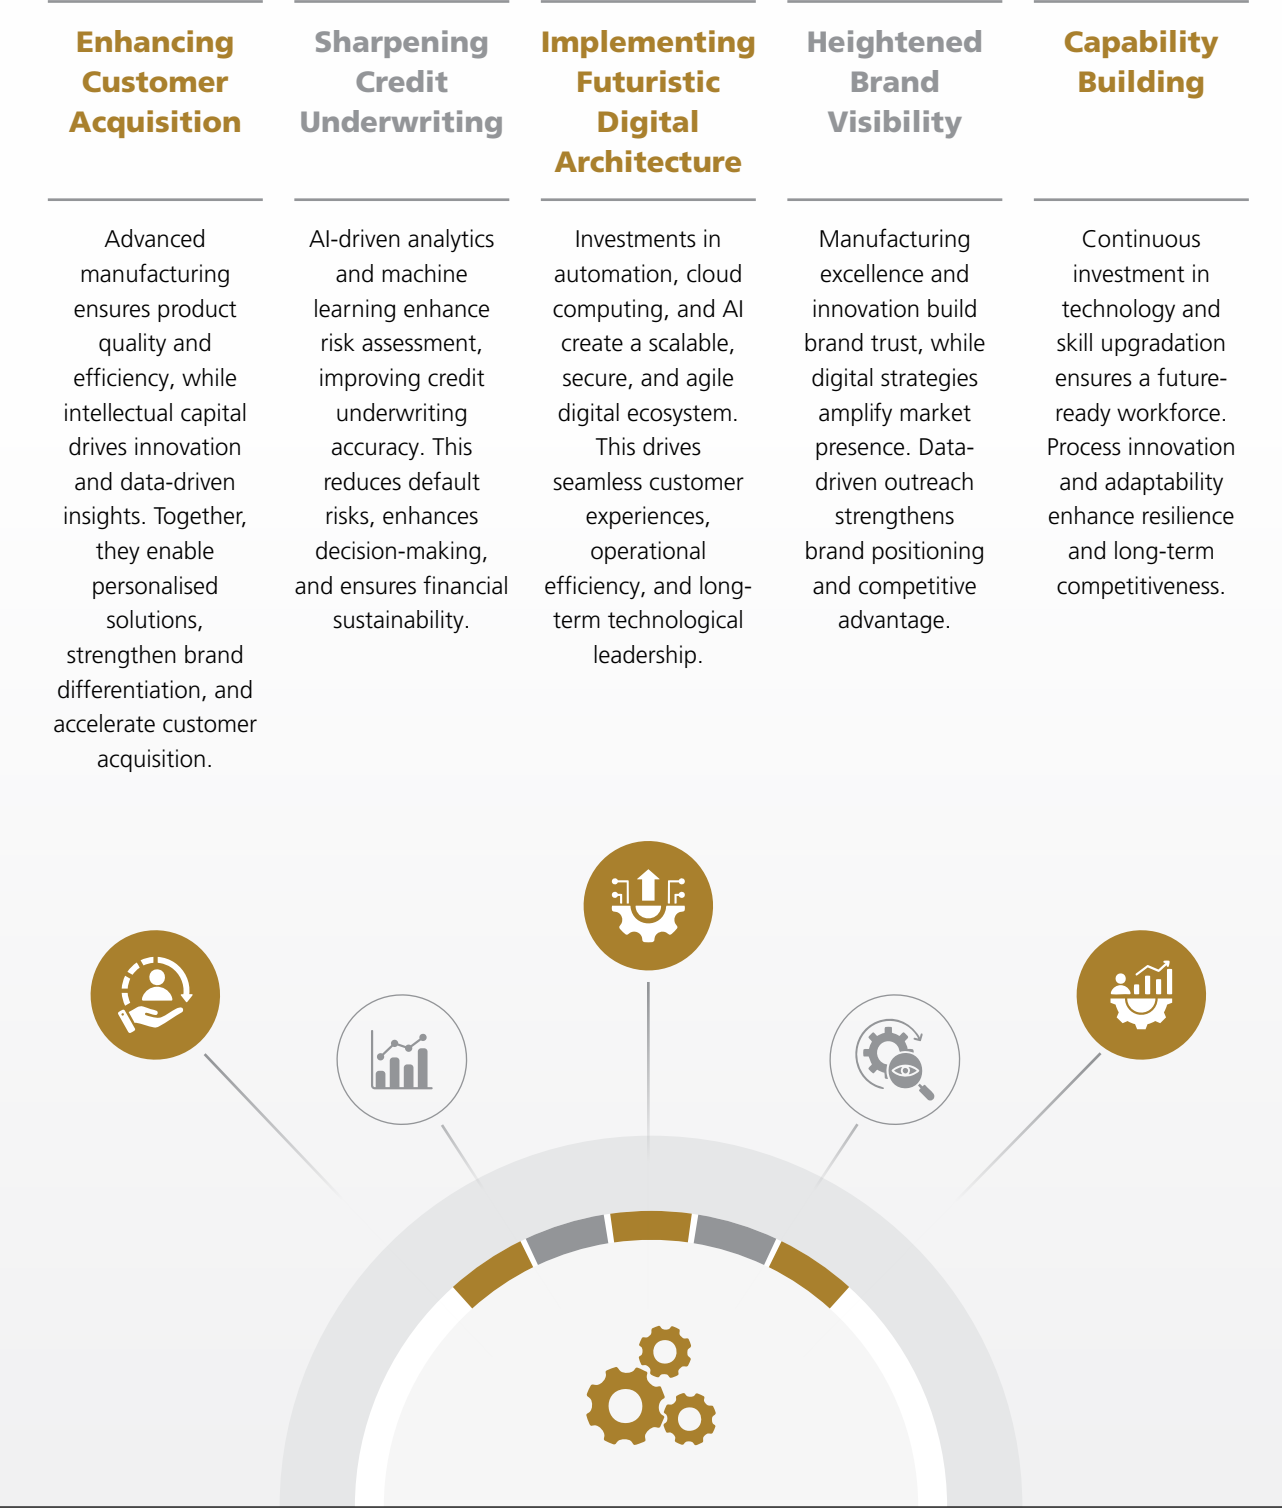 Enhancing
Customer
Acquisition
Advanced
manufacturing
ensures product
quality and
efficiency, while
intellectual capital
drives innovation
and data-driven
insights. Together,
they enable
personalised
solutions,
strengthen brand
differentiation, and
accelerate customer
acquisition.
Sharpening
Credit
Underwriting
AI-driven analytics
and machine
learning enhance
risk assessment,
improving credit
underwriting
accuracy. This
reduces default
risks, enhances
decision-making,
and ensures financial
sustainability.
Implementing
Futuristic
Digital
Architecture
Investments in
automation, cloud
computing, and AI
create a scalable,
secure, and agile
digital ecosystem.
This drives
seamless customer
experiences,
operational
efficiency, and long-
term technological
leadership.
Heightened
Brand
Visibility
Manufacturing
excellence and
innovation build
brand trust, while
digital strategies
amplify market
presence. Data-
driven outreach
strengthens
brand positioning
and competitive
advantage.
Capability
Building
Continuous
investment in
technology and
skill upgradation
ensures a future-
ready workforce.
Process innovation
and adaptability
enhance resilience
and long-term
competitiveness.